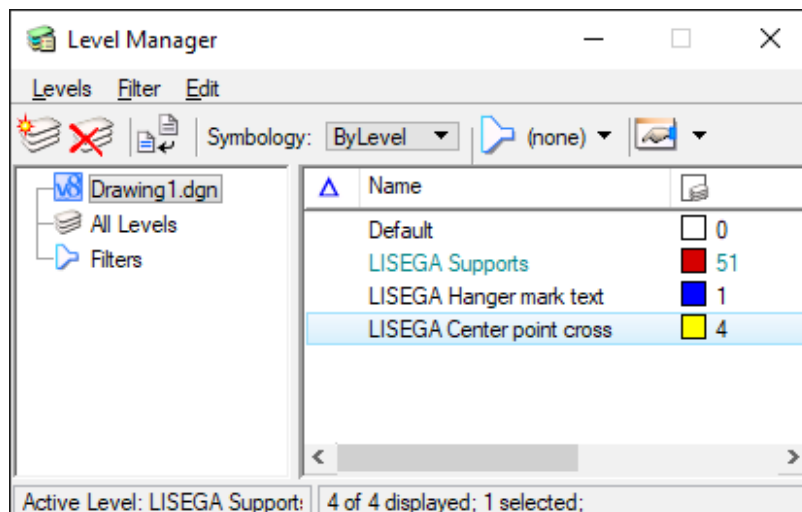 Level Manager
Levels Filter Edit
Symbology: ByLevel (none)
v8 Drawing1.dgn
All Levels
Filters
Name
Default 0
LISEGA Supports 51
LISEGA Hanger mark text 1
LISEGA Center point cross 4
Active Level: LISEGA Support: 4 of 4 displayed; 1 selected;